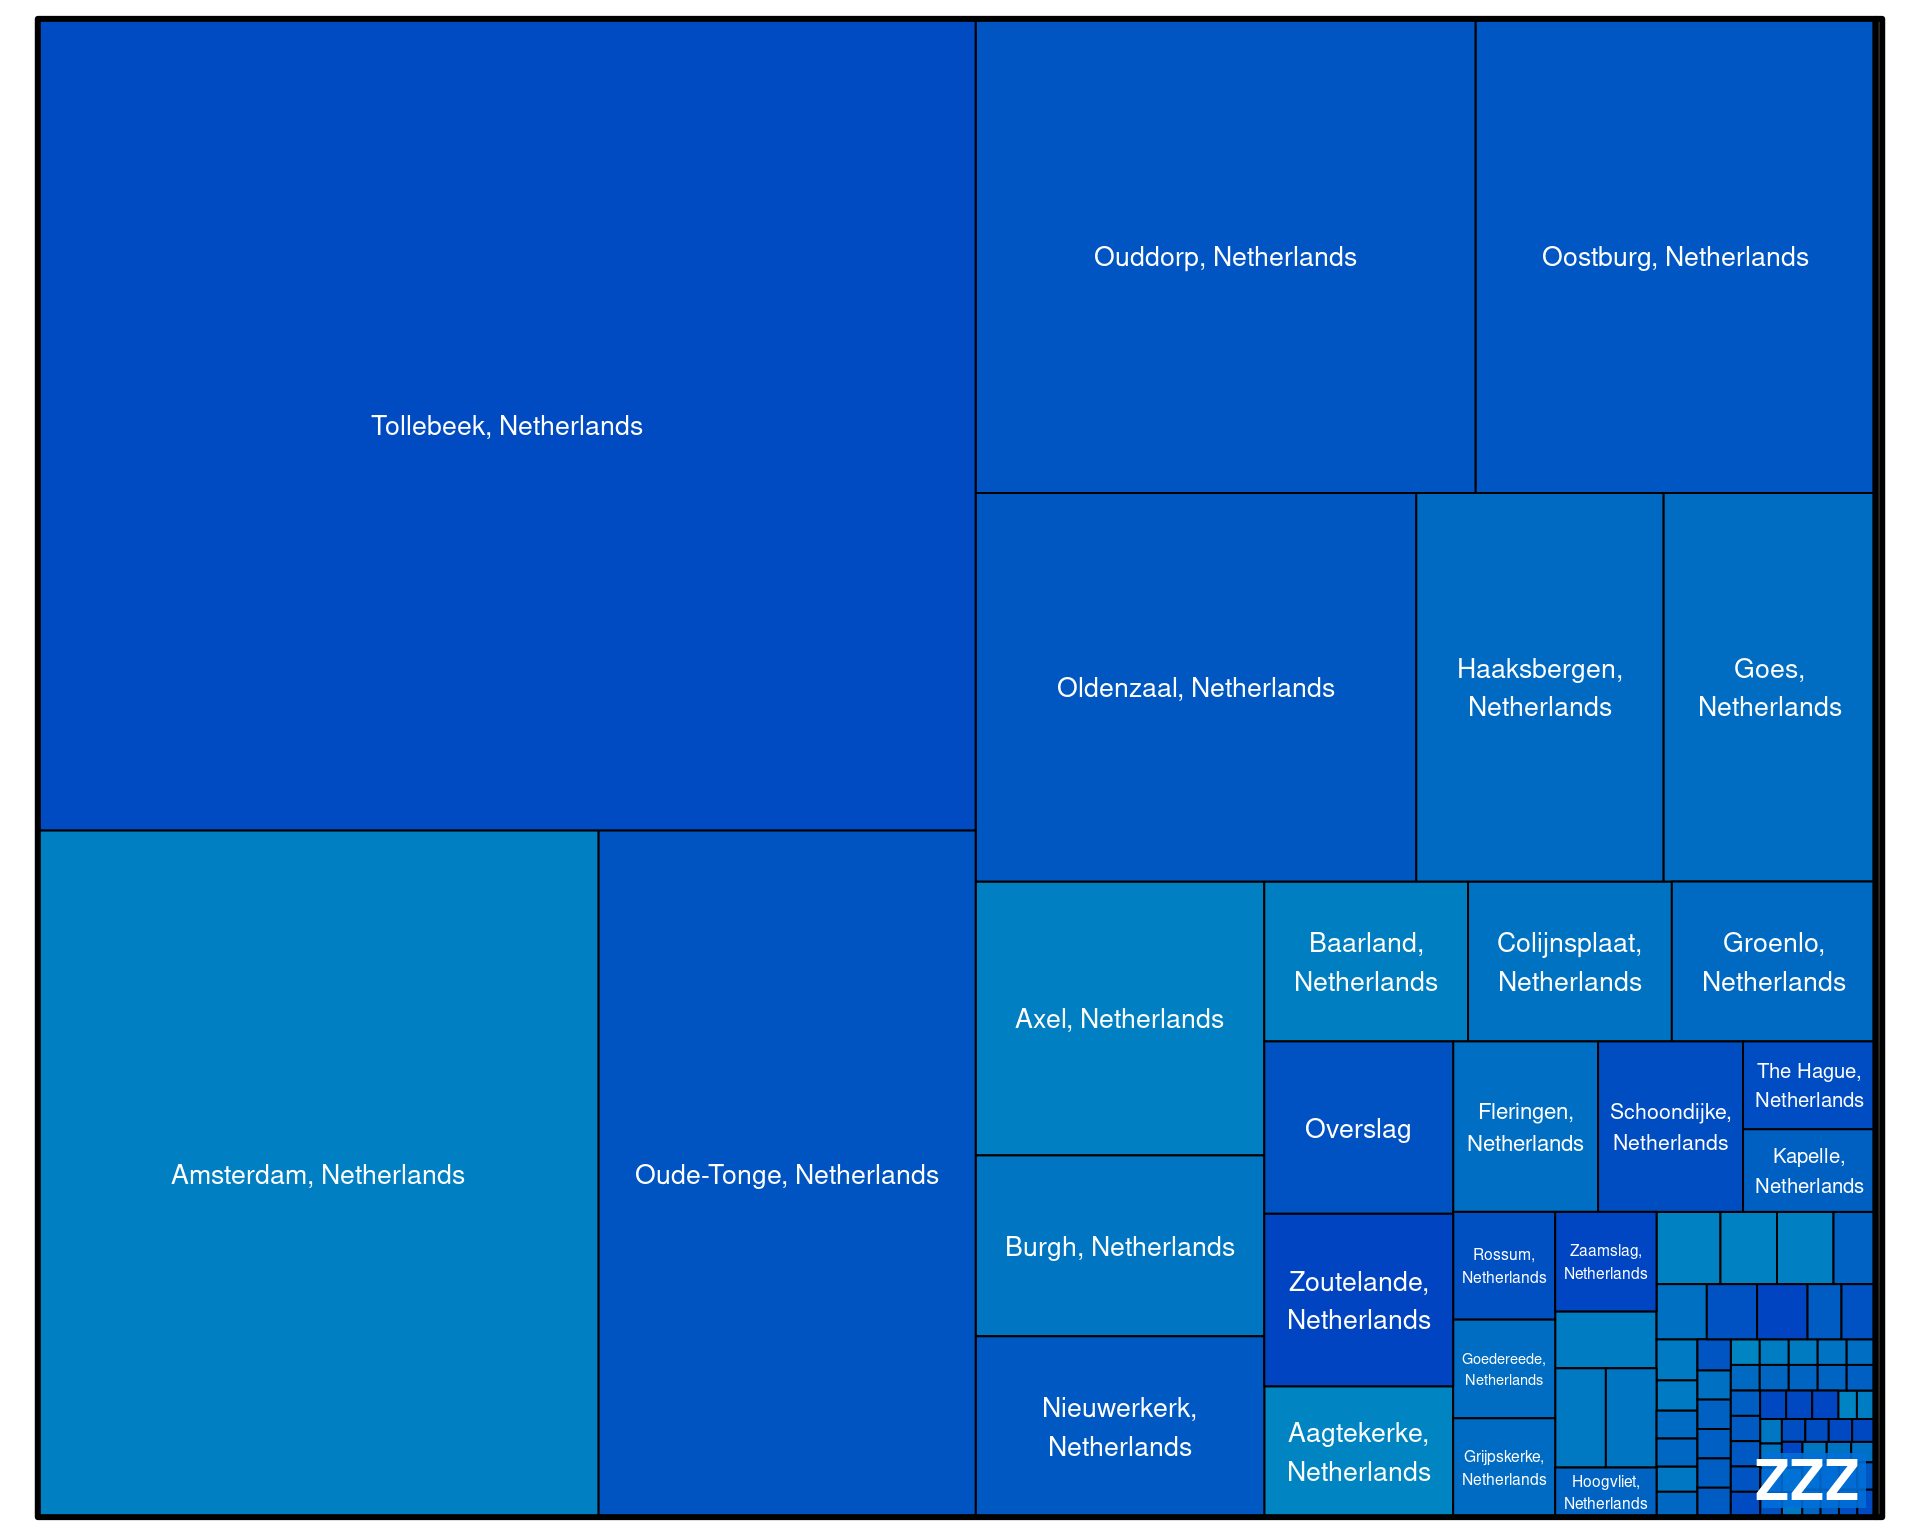 Tollebeek, Netherlands
Ouddorp, Netherlands
Oostburg, Netherlands
Oldenzaal, Netherlands
Haaksbergen,
Netherlands
Goes,
Netherlands
Amsterdam, Netherlands
Oude-Tonge, Netherlands
Axel, Netherlands
Burgh, Netherlands
Nieuwerkerk,
Netherlands
Baarland,
Netherlands
Colijnsplaat,
Netherlands
Groenlo,
Netherlands
Overslag
Zoutelande,
Netherlands
Aagtekerke,
Netherlands
Fleringen,
Netherlands
Schoondijke,
Netherlands
The Hague,
Netherlands
Kapelle,
Netherlands
Rossum,
Netherlands
Goedereede,
Netherlands
Grijpskerke,
Netherlands
Zaamslag,
Netherlands
Hoogvliet,
Netherlands
ZZZ